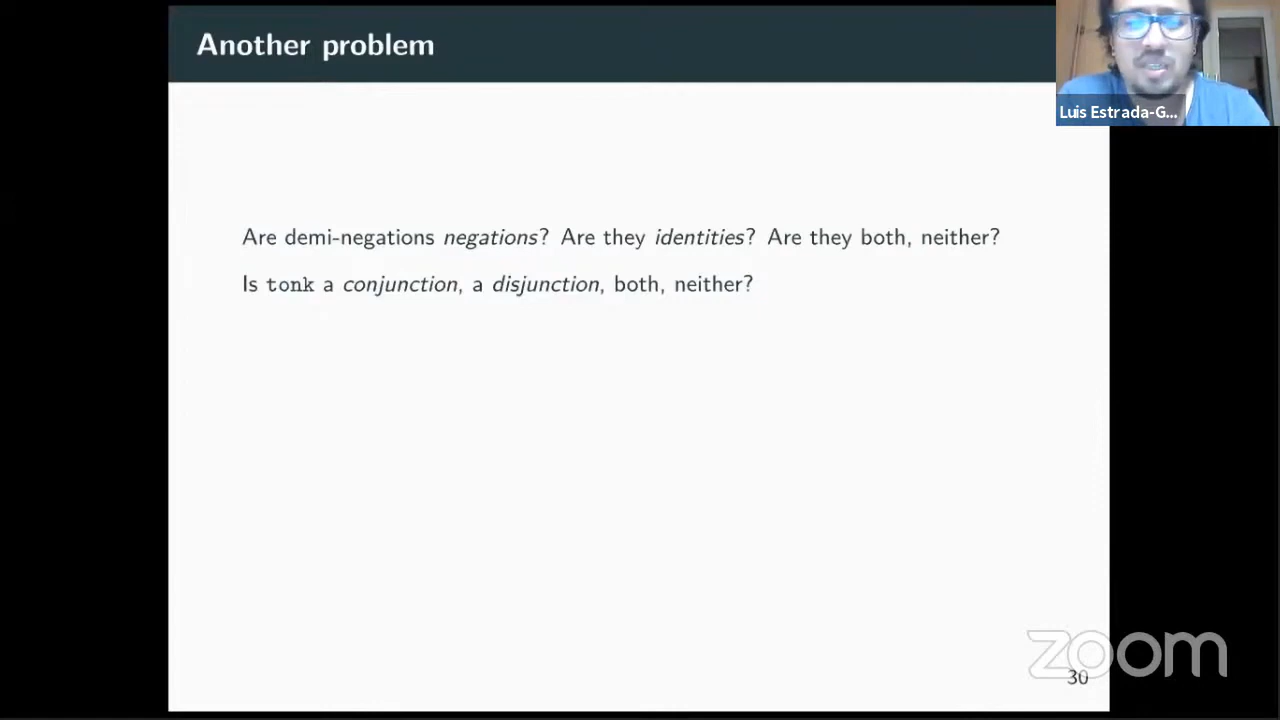 Another problem
Luis Estrada-G...
Are demi-negations negations? Are they identities? Are they both, neither?
Is tonk a conjunction, a disjunction, both, neither?
zoom
30